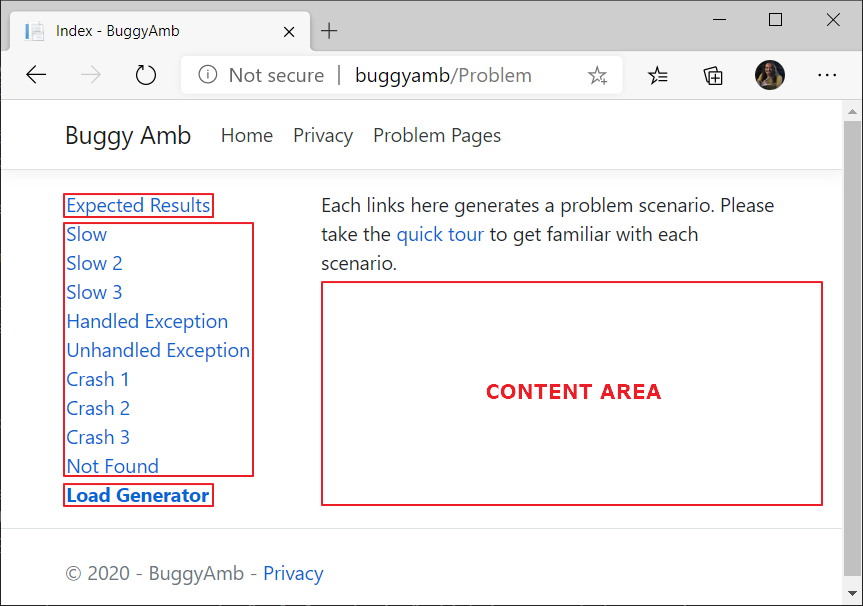 Index - BuggyAmb
Not secure | buggyamb/Problem
Buggy Amb Home Privacy Problem Pages
Expected Results
Slow
Slow 2
Slow 3
Handled Exception
Unhandled Exception
Crash 1
Crash 2
Crash 3
Not Found
Load Generator
Each links here generates a problem scenario. Please
take the quick tour to get familiar with each
scenario.
CONTENT AREA
© 2020 - BuggyAmb - Privacy